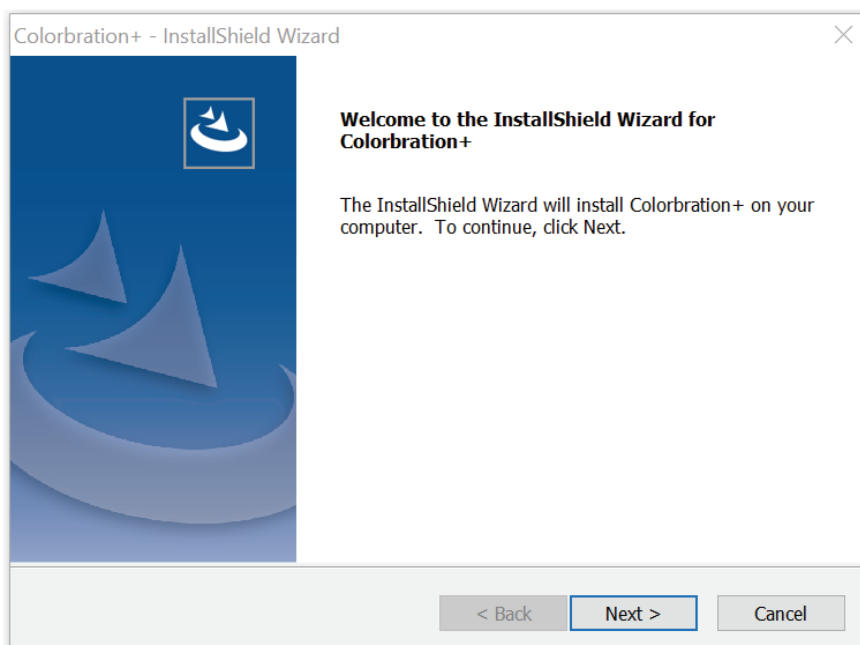 Colorbration+ - InstallShield Wizard
Welcome to the InstallShield Wizard for
Colorbration+
The InstallShield Wizard will install Colorbration+ on your
computer.  To continue, click Next.
< Back
Next >
Cancel